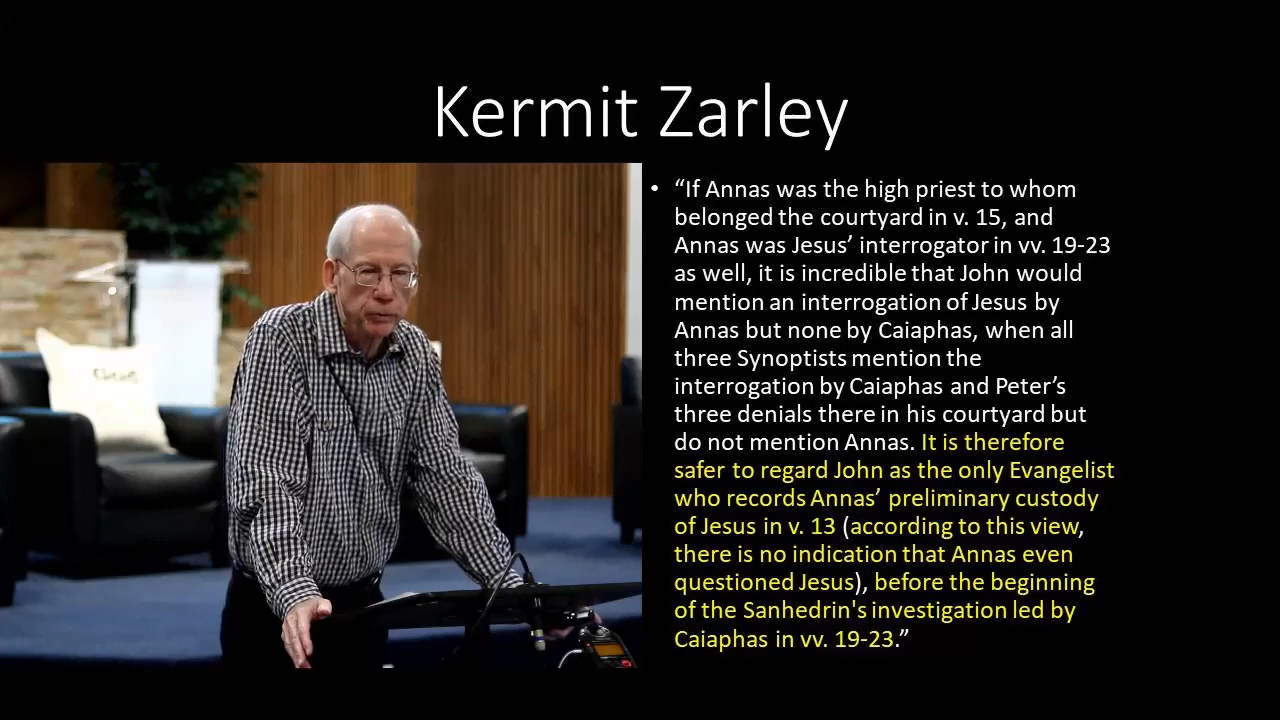 Kermit Zarley
• “If Annas was the high priest to whom
belonged the courtyard in v. 15, and
Annas was Jesus’ interrogator in vv. 19-23
as well, it is incredible that John would
mention an interrogation of Jesus by
Annas but none by Caiaphas, when all
three Synoptists mention the
interrogation by Caiaphas and Peter’s
three denials there in his courtyard but
do not mention Annas. It is therefore
safer to regard John as the only Evangelist
who records Annas’ preliminary custody
of Jesus in v. 13 (according to this view,
there is no indication that Annas even
questioned Jesus), before the beginning
of the Sanhedrin's investigation led by
Caiaphas in vv. 19-23.”